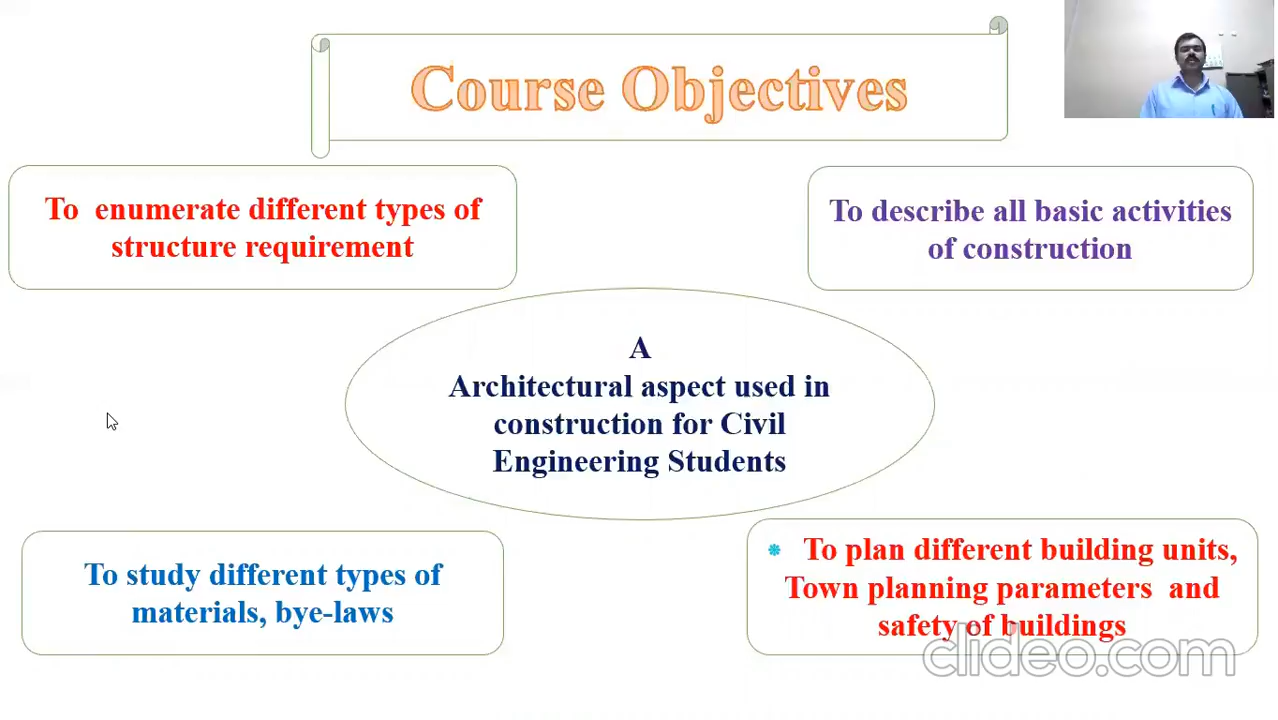 Course Objectives
To enumerate different types of
structure requirement
To describe all basic activities
of construction
A
Architectural aspect used in
construction for Civil
Engineering Students
To study different types of
materials, bye-laws
To plan different building units,
Town planning parameters and
safety of buildings
clideo.com